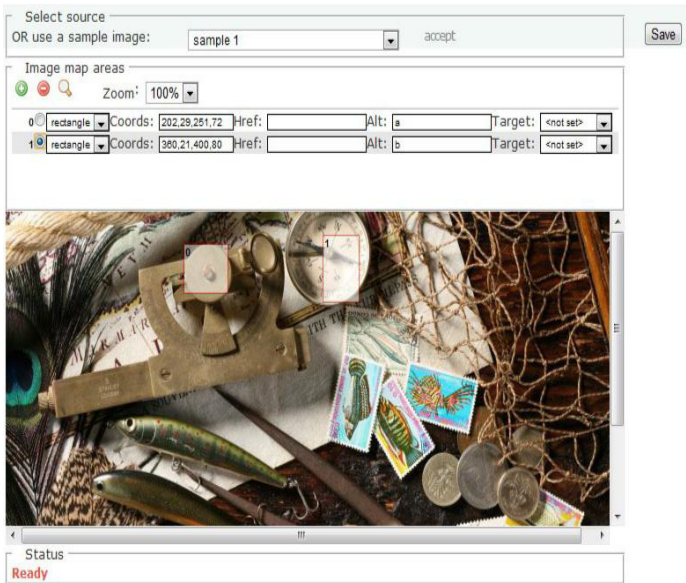 Select source
OR use a sample image: sample 1 accept Save
Image map areas
Zoom: 100%
0 rectangle Coords: 202,29,251,72 Href: Alt: a Target: <not set>
1 rectangle Coords: 360,21,400,80 Href: Alt: b Target: <not set>
0
1
Status
Ready